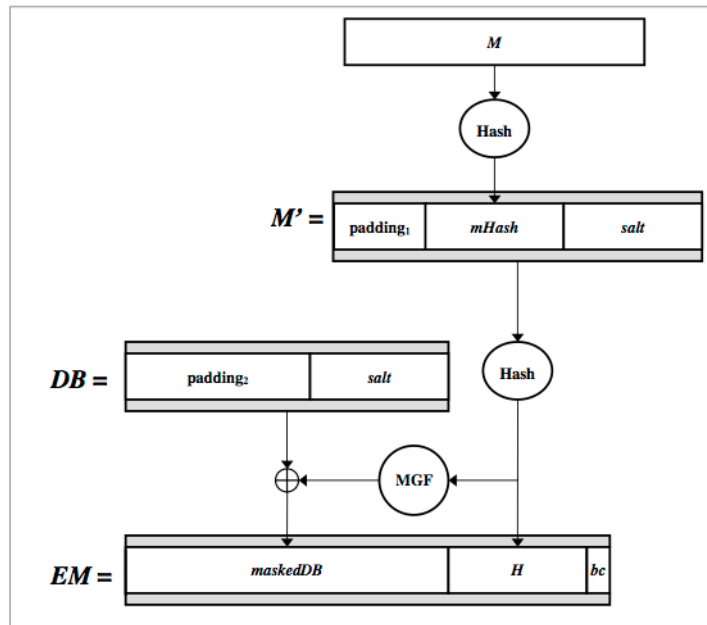 M
Hash
M’ =
padding₁ mHash salt
Hash
DB =
padding₂ salt
MGF
EM =
maskedDB H bc